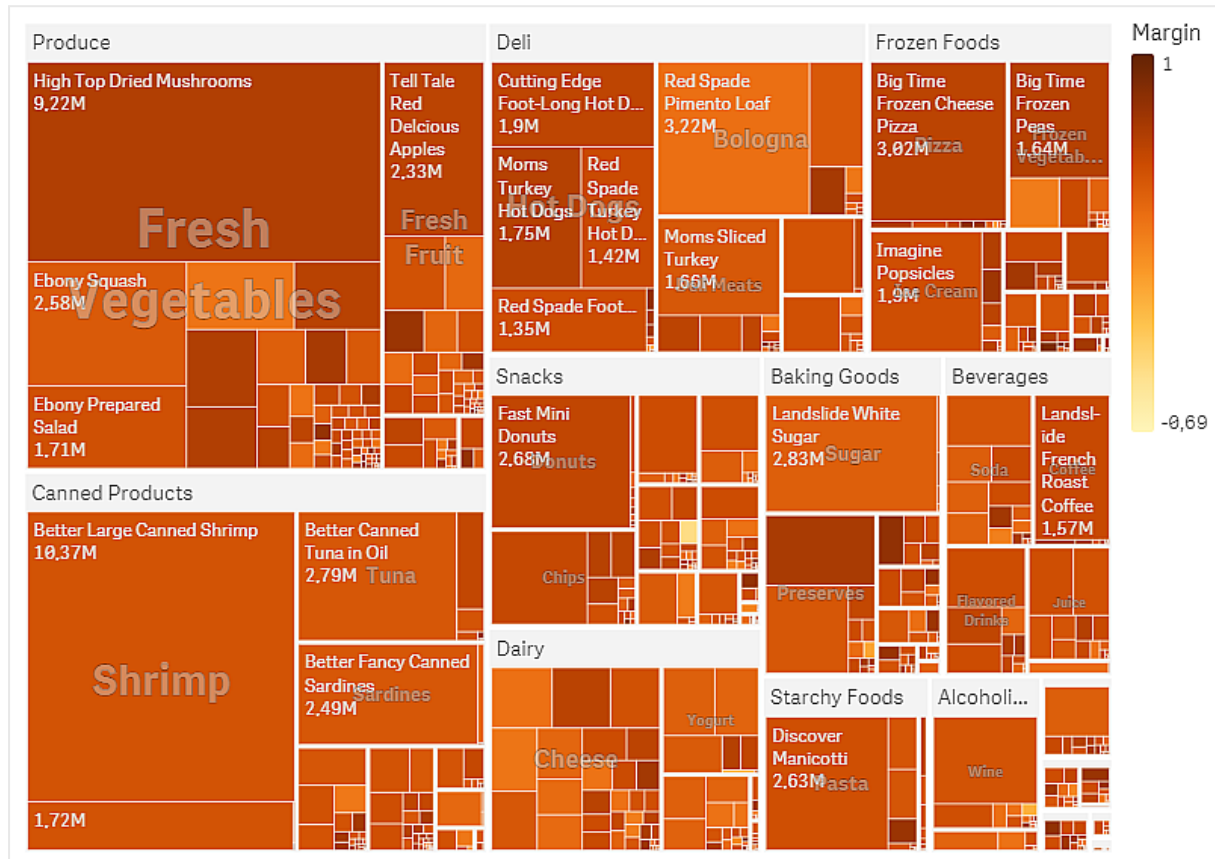 Produce
High Top Dried Mushrooms
9,22M
Fresh
Vegetables
Ebony Squash
2,58M
Ebony Prepared
Salad
1,71M
Tell Tale
Red
Delcious
Apples
2,33M
Fresh
Fruit
Canned Products
Better Large Canned Shrimp
10,37M
Shrimp
1,72M
Better Canned
Tuna in Oil
2,79M
Tuna
Better Fancy Canned
Sardines
2,49M
Sardines
Deli
Cutting Edge
Foot-Long Hot D...
1,9M
Moms
Turkey
Hot Dogs
1,75M
Red
Spade
Turkey
Hot D...
1,42M
Hot Dogs
Red Spade Foot...
1,35M
Red Spade
Pimento Loaf
3,22M
Bologna
Moms Sliced
Turkey
1,66M
Deli Meats
Frozen Foods
Big Time
Frozen Cheese
Pizza
3,02M
Pizza
Big Time
Frozen
Peas
1,64M
Frozen
Vegetab...
Imagine
Popsicles
1,9M
Ice Cream
Snacks
Fast Mini
Donuts
2,68M
Donuts
Chips
Baking Goods
Landslide White
Sugar
2,83M
Sugar
Preserves
Beverages
Soda
Landsl-
ide
French
Roast
Coffee
1,57M
Coffee
Flavored
Drinks
Juice
Dairy
Cheese
Yogurt
Starchy Foods
Discover
Manicotti
2,63M
Pasta
Alcoholi...
Wine
Margin
1
-0,69